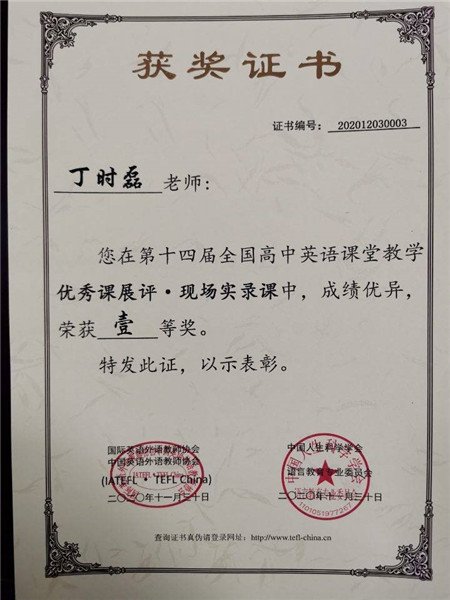 获奖证书
证书编号： 202012030003
丁时磊 老师：
您在第十四届全国高中英语课堂教学
优秀课展评·现场实录课中，成绩优异，
荣获 壹 等奖。
特发此证，以示表彰。
国际英语外语教师协会
中国英语外语教师协会
(IATEFL · TEFL China)
二〇二〇年十一月三十日
中国人生科学学会
语言教育专业委员会
二〇二〇年十一月三十日
1101051977267
查询证书真伪请登录网址：http://www.tefl-china.cn